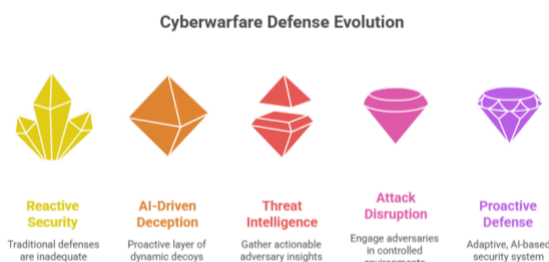 Cyberwarfare Defense Evolution
Reactive
Security
Traditional defenses
are inadequate
AI-Driven
Deception
Proactive layer of
dynamic decoys
Threat
Intelligence
Gather actionable
adversary insights
Attack
Disruption
Engage adversaries
in controlled
Proactive
Defense
Adaptive, AI-based
security system